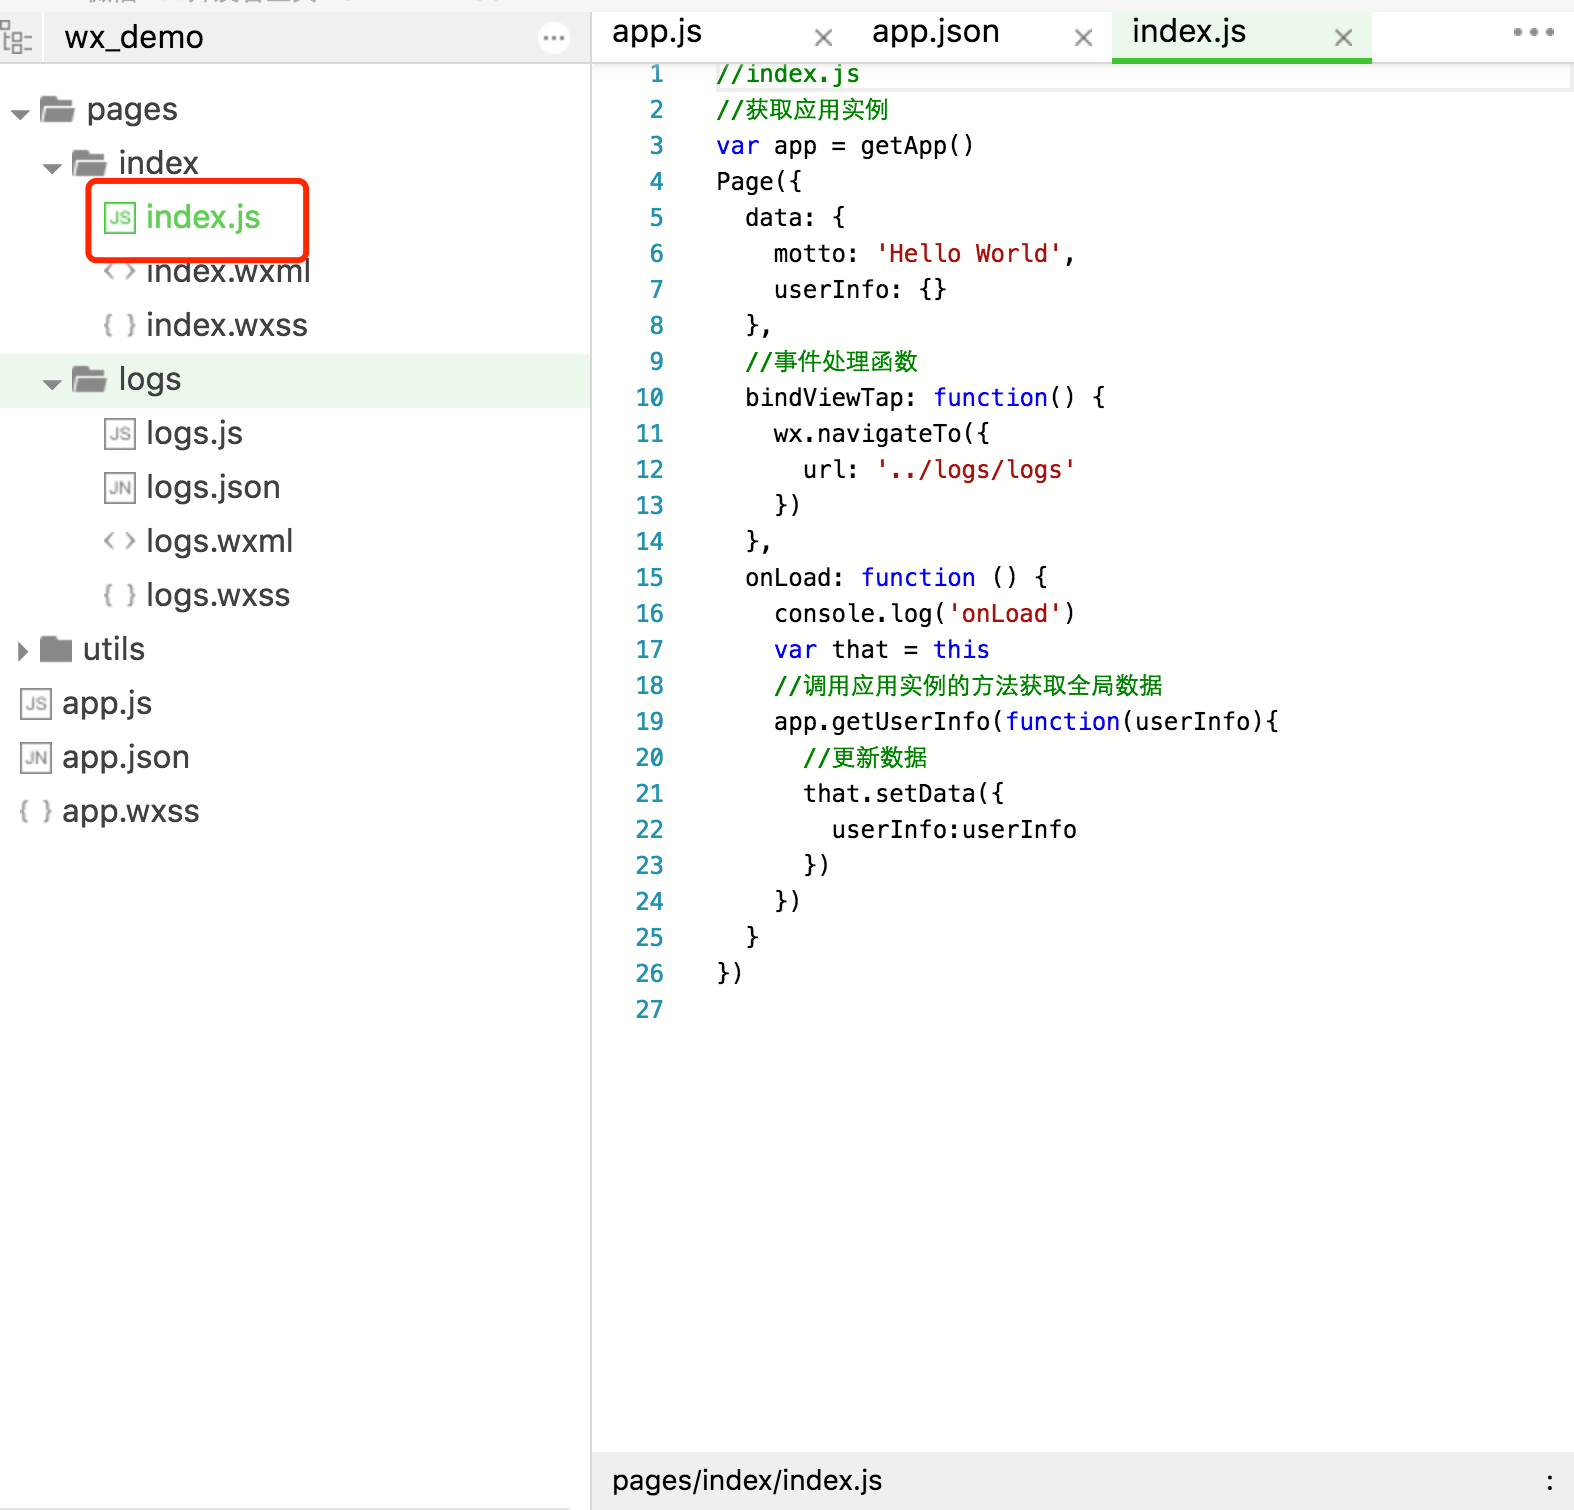 wx_demo
pages
index
JS index.js
index.wxml
index.wxss
logs
JS logs.js
JN logs.json
logs.wxml
logs.wxss
utils
JS app.js
JN app.json
app.wxss
app.js
app.json
index.js
1 //index.js
2 //获取应用实例
3 var app = getApp()
4 Page({
5 data: {
6 motto: 'Hello World',
7 userInfo: {}
8 },
9 //事件处理函数
10 bindViewTap: function() {
11 wx.navigateTo({
12 url: '../logs/logs'
13 })
14 },
15 onLoad: function () {
16 console.log('onLoad')
17 var that = this
18 //调用应用实例的方法获取全局数据
19 app.getUserInfo(function(userInfo){
20 //更新数据
21 that.setData({
22 userInfo:userInfo
23 })
24 })
25 }
26 })
27
pages/index/index.js